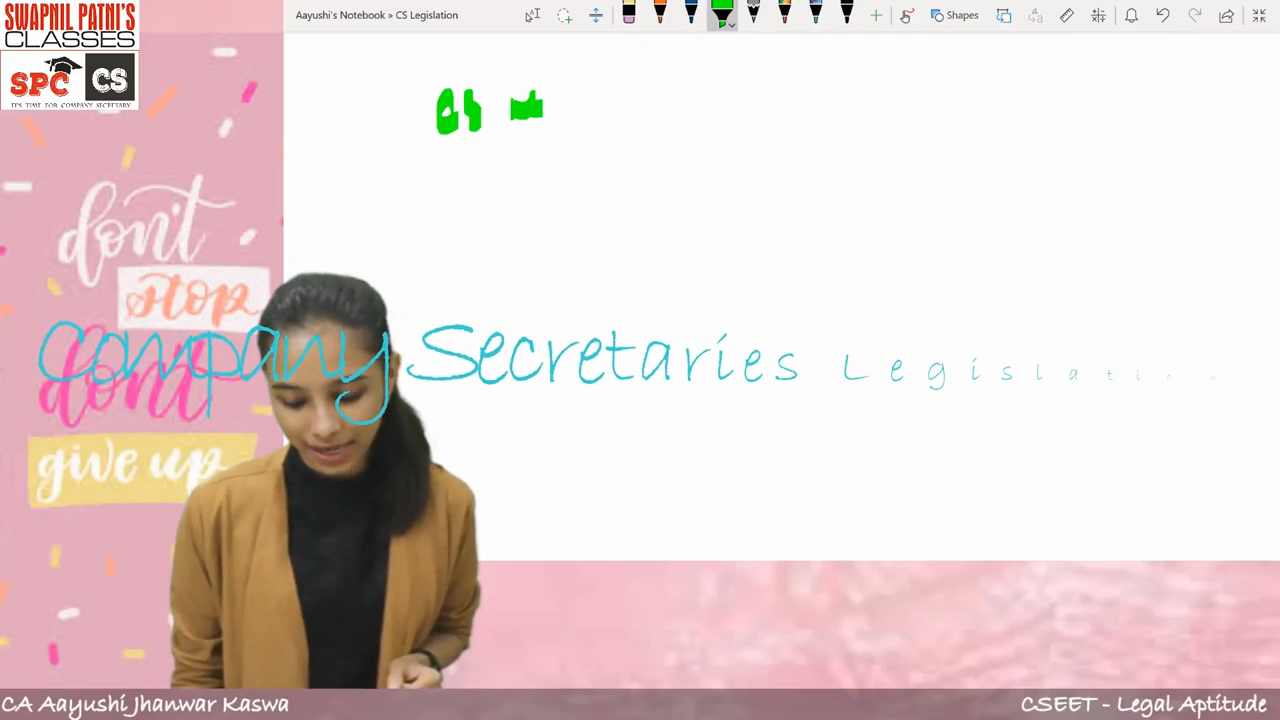 SWAPNIL PATNI'S
CLASSES
SPC CS
IT'S TIME FOR COMPANY SECRETARY
Aayushi's Notebook » CS Legislation
Shapes
don't
stop
Company Secretaries Legislation
dont
give up
CA Aayushi Jhanwar Kaswa
CSEET - Legal Aptitude